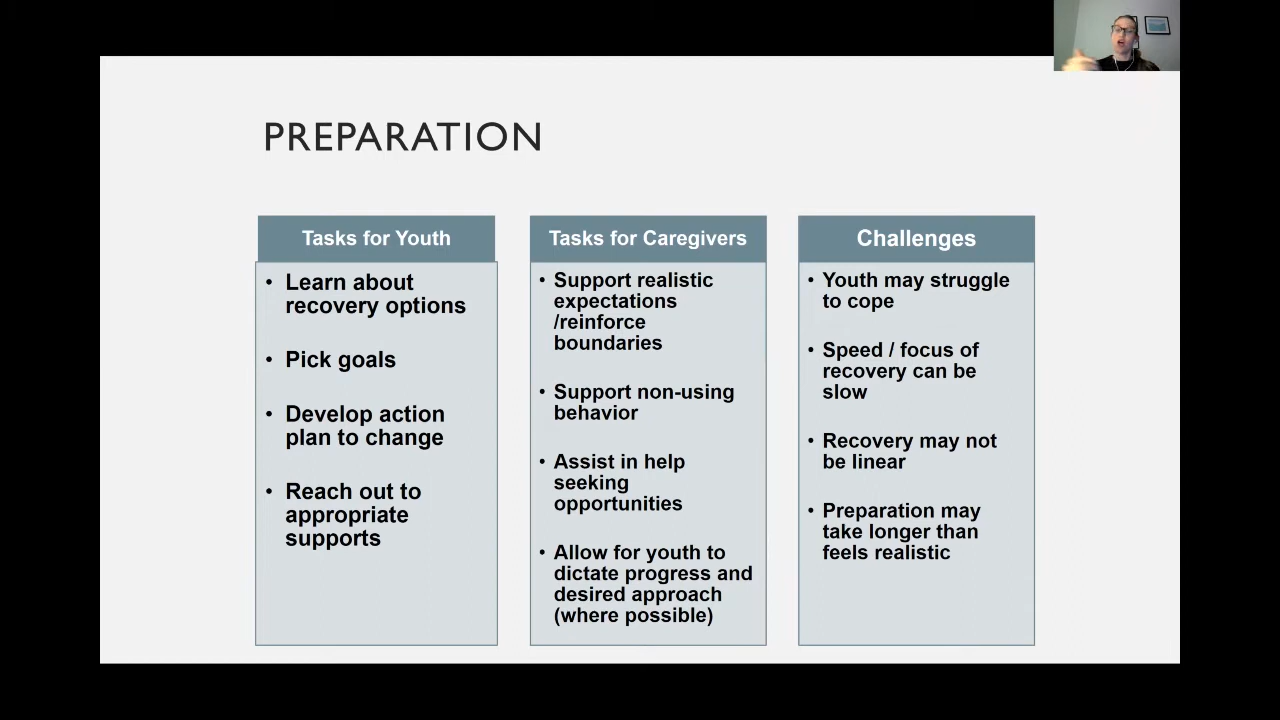 PREPARATION
Tasks for Youth
• Learn about
recovery options
• Pick goals
• Develop action
plan to change
• Reach out to
appropriate
supports
Tasks for Caregivers
• Support realistic
expectations
/reinforce
boundaries
• Support non-using
behavior
• Assist in help
seeking
opportunities
• Allow for youth to
dictate progress and
desired approach
(where possible)
Challenges
• Youth may struggle
to cope
• Speed / focus of
recovery can be
slow
• Recovery may not
be linear
• Preparation may
take longer than
feels realistic